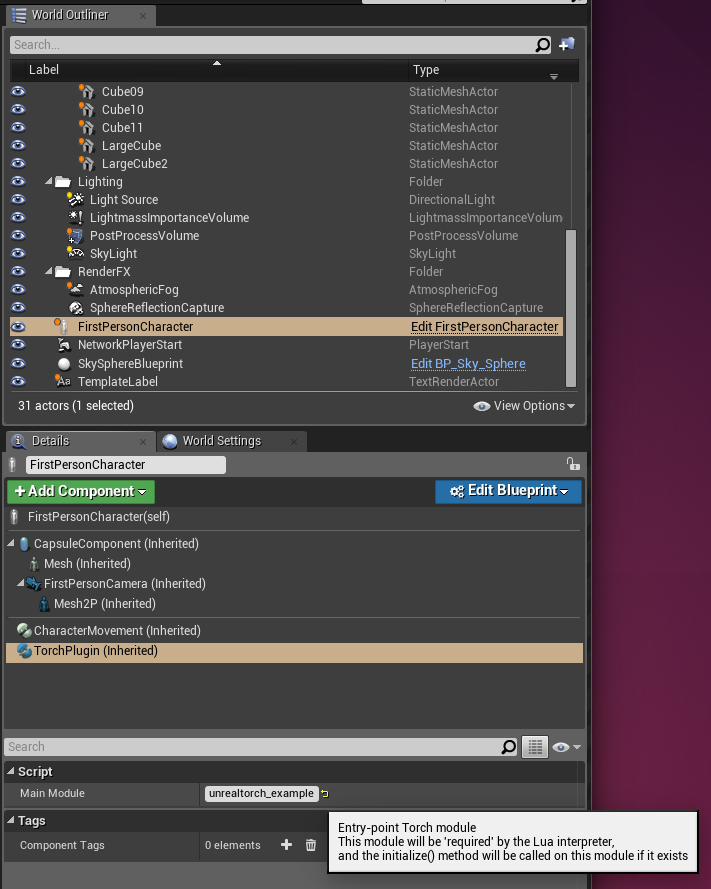 World Outliner
Search...
Label Type
Cube09 StaticMeshActor
Cube10 StaticMeshActor
Cube11 StaticMeshActor
LargeCube StaticMeshActor
LargeCube2 StaticMeshActor
Lighting Folder
Light Source DirectionalLight
LightmassImportanceVolume LightmassImportanceVolum
PostProcessVolume PostProcessVolume
SkyLight SkyLight
RenderFX Folder
AtmosphericFog AtmosphericFog
SphereReflectionCapture SphereReflectionCapture
FirstPersonCharacter Edit FirstPersonCharacter
NetworkPlayerStart PlayerStart
SkySphereBlueprint Edit BP_Sky_Sphere
TemplateLabel TextRenderActor
31 actors (1 selected) View Options
Details World Settings
FirstPersonCharacter
Add Component Edit Blueprint
FirstPersonCharacter(self)
CapsuleComponent (Inherited)
Mesh (Inherited)
FirstPersonCamera (Inherited)
Mesh2P (Inherited)
CharacterMovement (Inherited)
TorchPlugin (Inherited)
Search
Script
Main Module unrealtorch_example
Tags
Component Tags 0 elements
Entry-point Torch module
This module will be 'required' by the Lua interpreter,
and the initialize() method will be called on this module if it exists